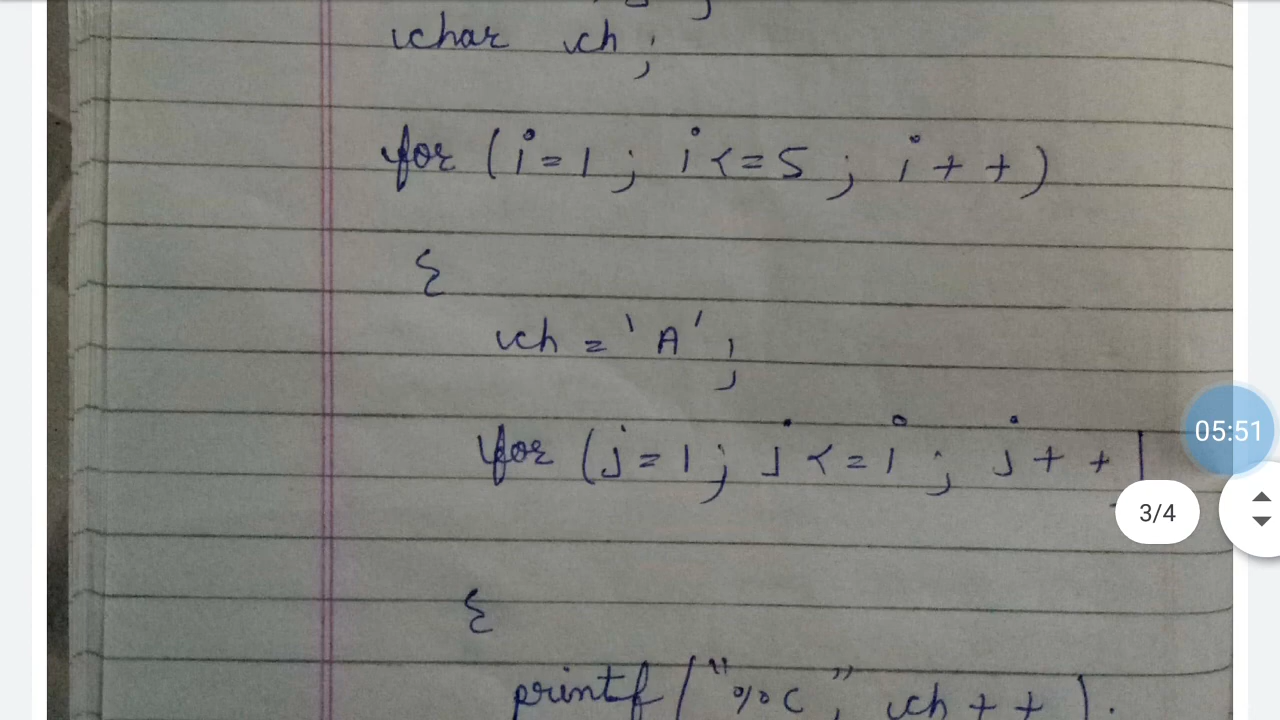 char ch;
for (i=1; i<=5; i++)
{
ch = 'A';
for (j=1; j<=i; j++)
05:51
3/4
{
printf("%c", ch++);